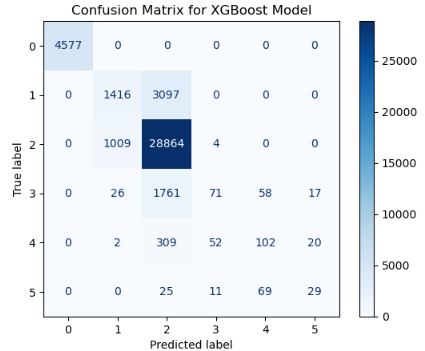 Confusion Matrix for XGBoost Model
0 4577 0 0 0 0 0
1 0 1416 3097 0 0 0
2 0 1009 28864 4 0 0
3 0 26 1761 71 58 17
4 0 2 309 52 102 20
5 0 0 25 11 69 29
0 1 2 3 4 5
True label
Predicted label
25000
20000
15000
10000
5000
0